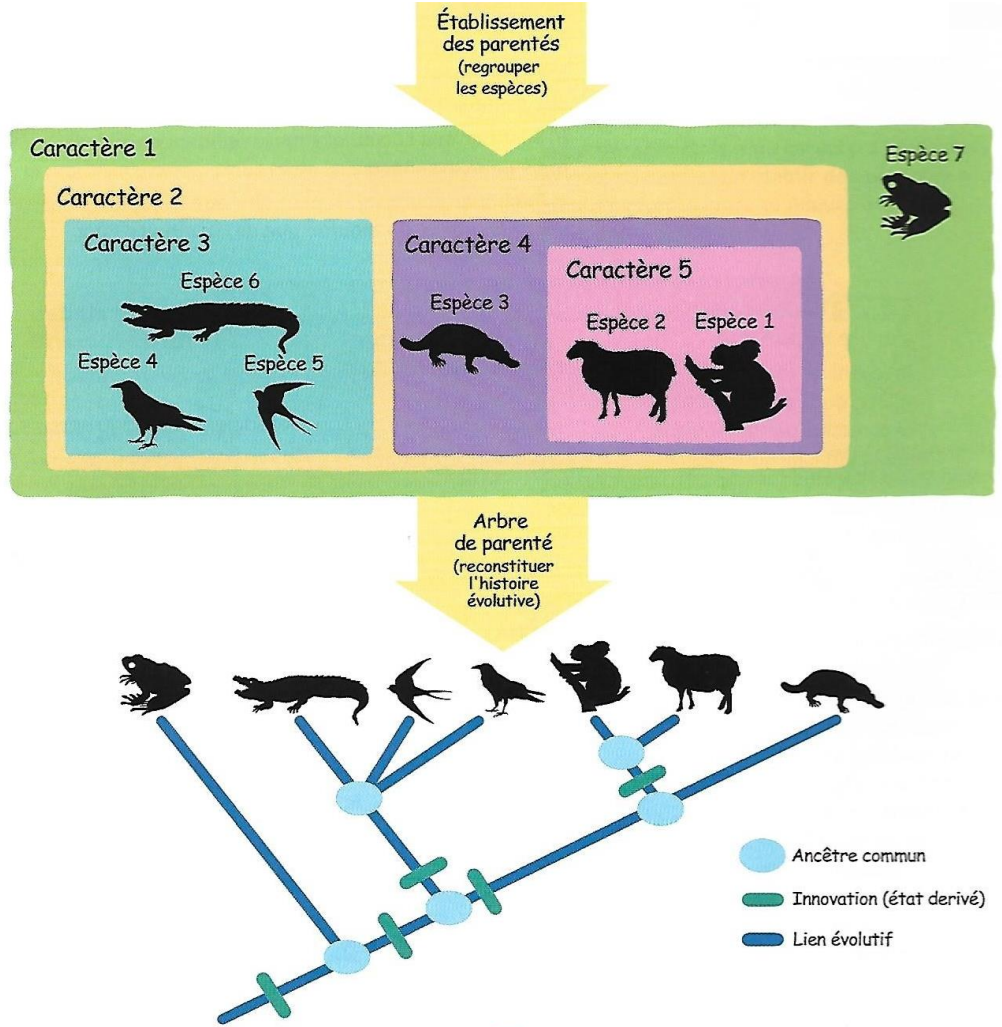 Établissement
des parentés
(regrouper
les espèces)
Caractère 1
Espèce 7
Caractère 2
Caractère 3
Caractère 4
Espèce 6
Caractère 5
Espèce 3
Espèce 2
Espèce 1
Espèce 4
Espèce 5
Arbre
de parenté
(reconstituer
l'histoire
évolutive)
Ancêtre commun
Innovation (état derivé)
Lien évolutif